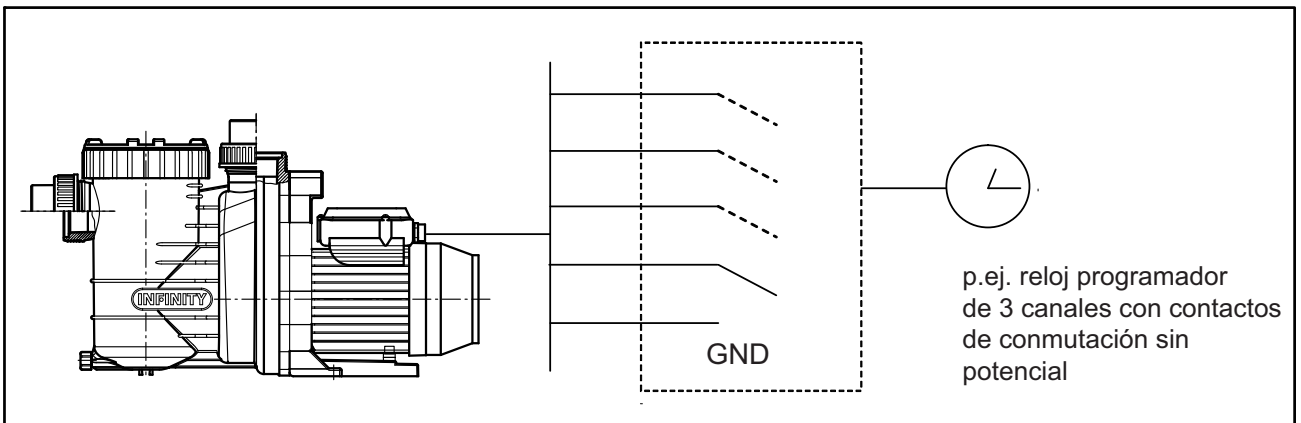 INFINITY
GND
p.ej. reloj programador
de 3 canales con contactos
de conmutación sin
potencial